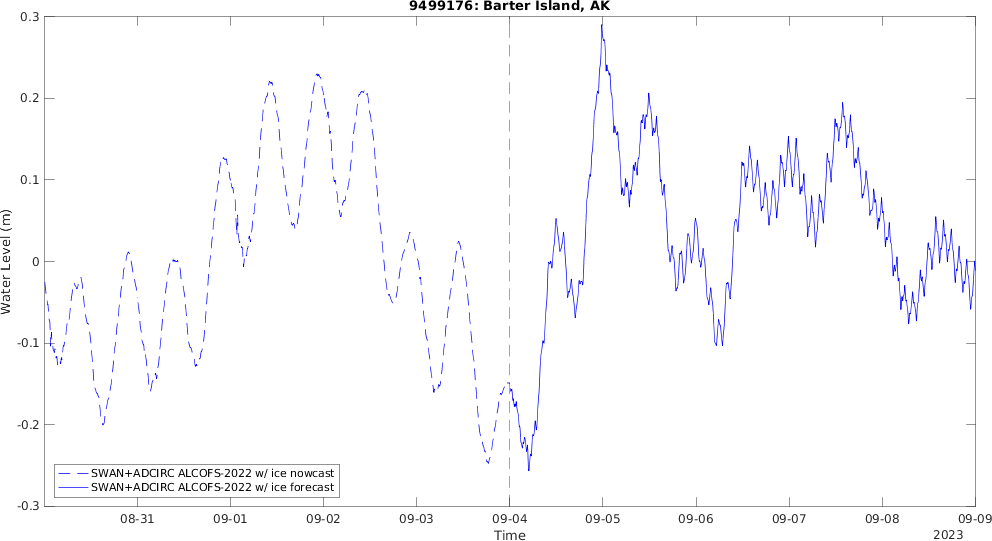 9499176: Barter Island, AK
0.3
0.2
0.1
0
-0.1
-0.2
-0.3
Water Level (m)
SWAN+ADCIRC ALCOFS-2022 w/ ice nowcast
SWAN+ADCIRC ALCOFS-2022 w/ ice forecast
08-31 09-01 09-02 09-03 09-04 09-05 09-06 09-07 09-08 09-09
Time
2023